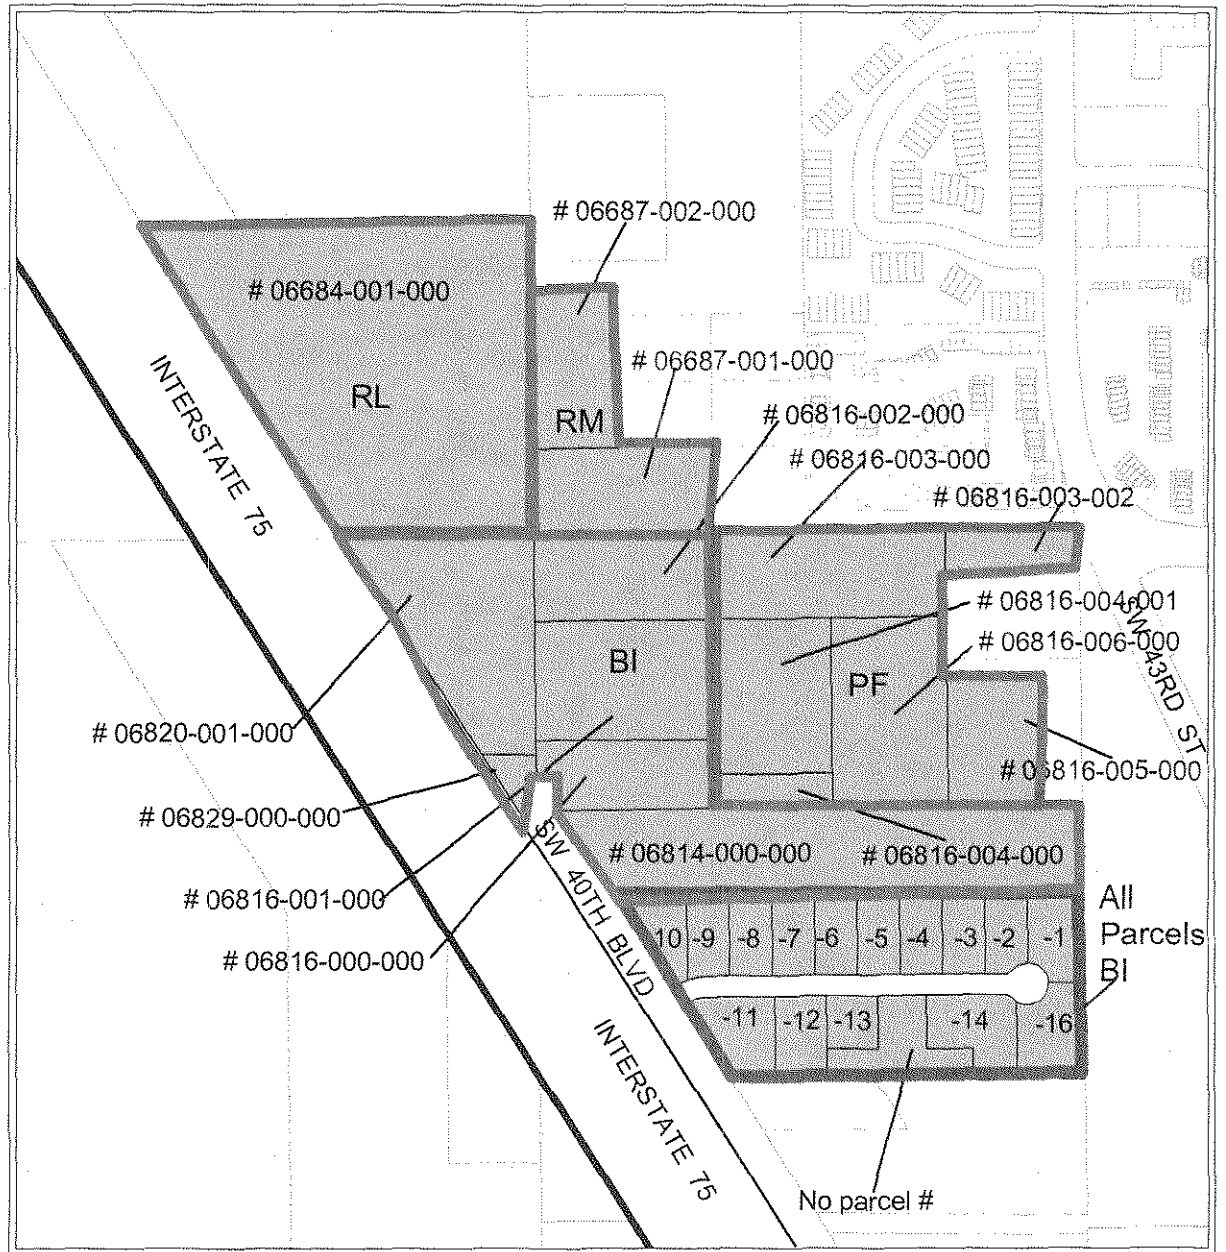 # 06687-002-000
# 06684-001-000
# 06687-001-000
INTERSTATE 75
RL
RM
# 06816-002-000
# 06816-003-000
# 06816-003-002
# 06816-004-001
# 06816-006-000
BI
PF
SW 43RD ST
# 06820-001-000
# 06816-005-000
# 06829-000-000
SW 40TH BLVD
# 06814-000-000
# 06816-004-000
# 06816-001-000
All
Parcels
BI
10 -9 -8 -7 -6 -5 -4 -3 -2 -1
# 06816-000-000
-11 -12 -13 -14 -16
INTERSTATE 75
No parcel #